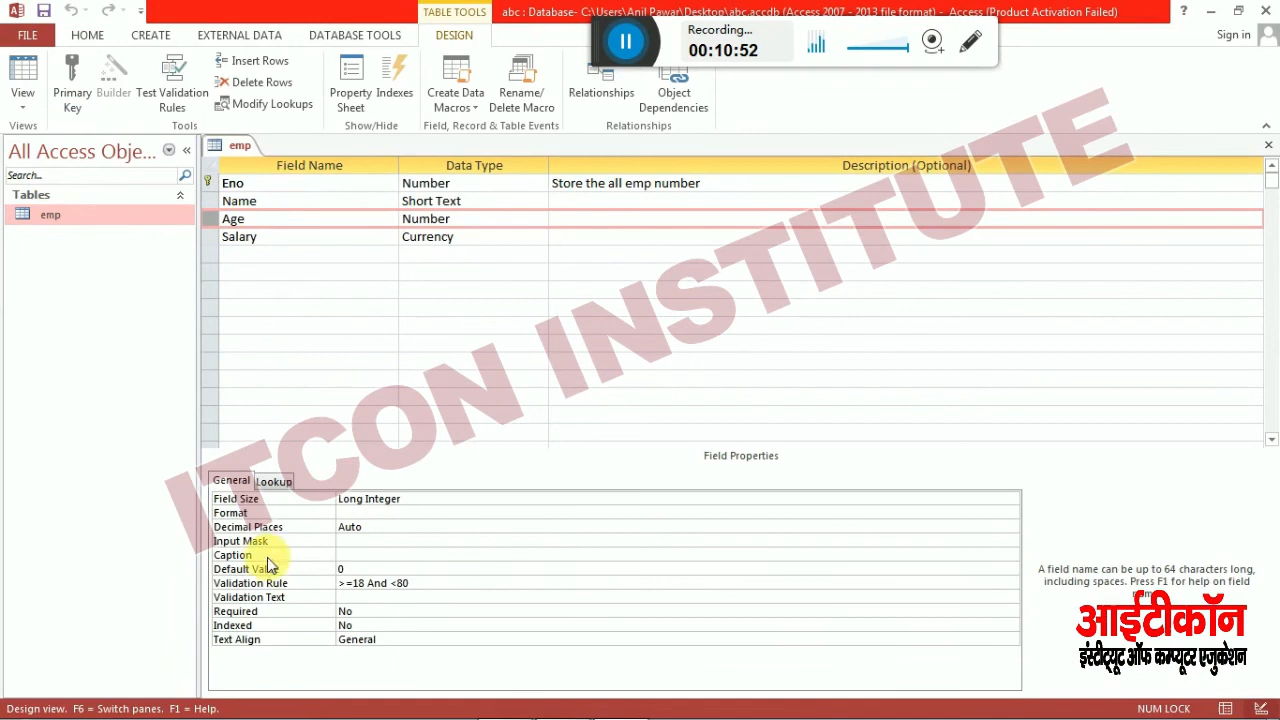 TABLE TOOLS
abc : Database- C:\Users\Anil Pawar\Desktop\abc.accdb (Access 2007 - 2013 file format) - Access (Product Activation Failed)
Recording...
00:10:52
FILE HOME CREATE EXTERNAL DATA DATABASE TOOLS DESIGN
Sign in
View
Primary Key
Builder
Test Validation Rules
Insert Rows
Delete Rows
Modify Lookups
Property Sheet
Indexes
Create Data Macros
Rename/ Delete Macro
Relationships
Object Dependencies
Views Tools Show/Hide Field, Record & Table Events Relationships
All Access Obje...
Search...
Tables
emp
emp
Field Name Data Type Description (Optional)
Eno Number Store the all emp number
Name Short Text
Age Number
Salary Currency
ITCON INSTITUTE
Field Properties
General Lookup
Field Size Long Integer
Format
Decimal Places Auto
Input Mask
Caption
Default 0
Validation Rule >=18 And <80
Validation Text
Required No
Indexed No
Text Align General
A field name can be up to 64 characters long,
including spaces. Press F1 for help on field
आईटीकॉन
इंस्टीट्यूट ऑफ कम्प्यूटर एजुकेशन
Design view. F6 = Switch panes. F1 = Help.
NUM LOCK